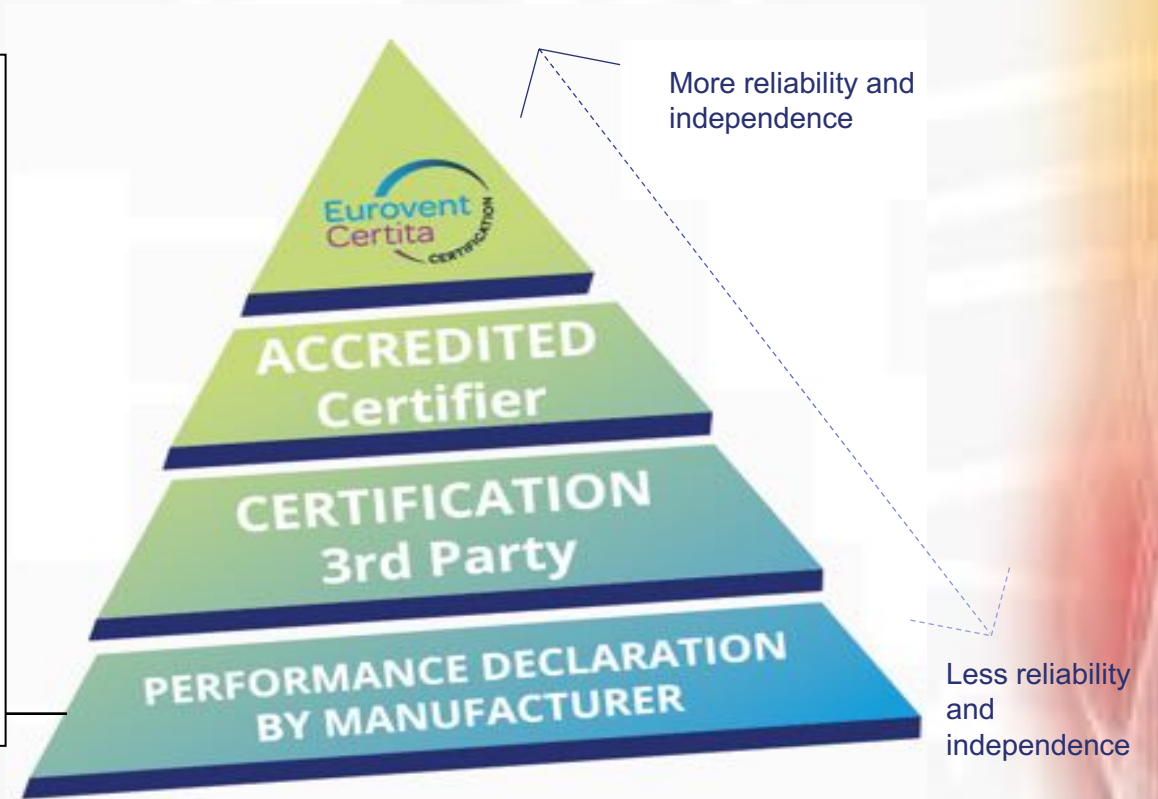 More reliability and
independence
Eurovent
Certita
CERTIFICATION
ACCREDITED
Certifier
CERTIFICATION
3rd Party
PERFORMANCE DECLARATION
BY MANUFACTURER
Less reliability
and
independence